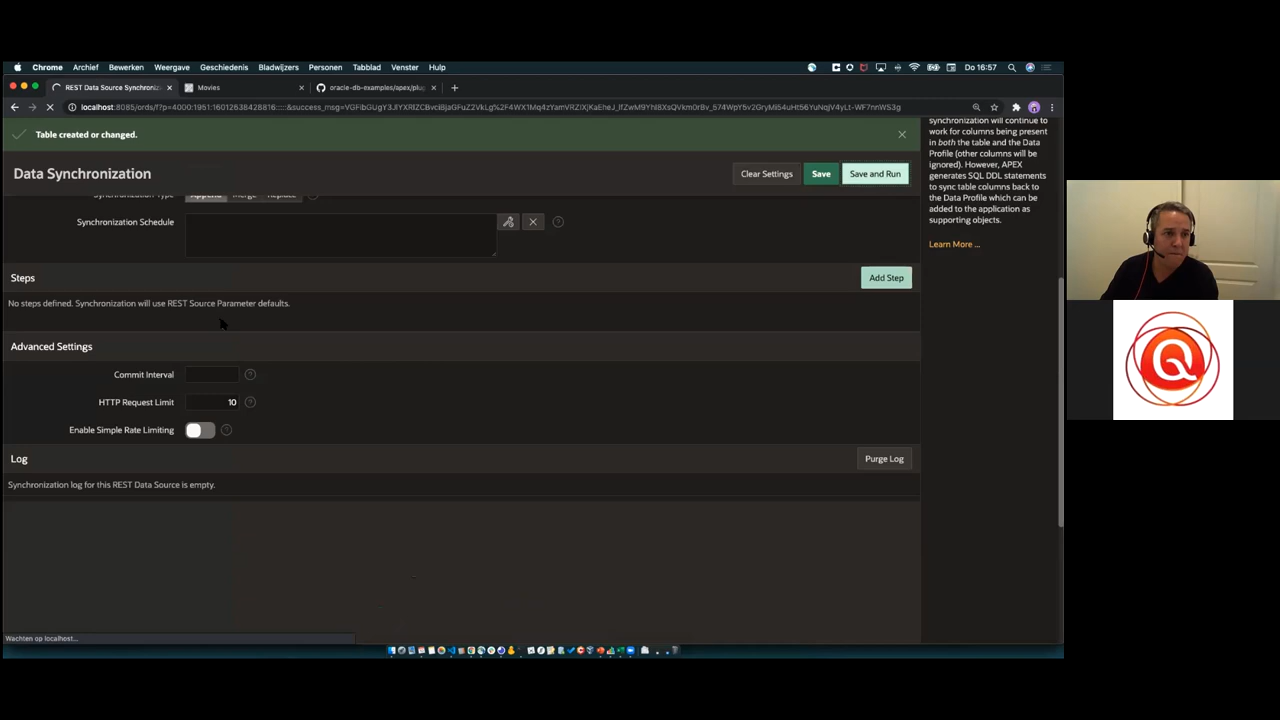 Chrome Archief Bewerken Weergave Geschiedenis Bladwijzers Personen Tabblad Venster Hulp Do 16:57
REST Data Source Synchroniz Movies oracle-db-examples/apex/plug
Table created or changed.
Data Synchronization
Clear Settings Save Save and Run
Synchronization Type Append Merge Replace
Synchronization Schedule
Steps
Add Step
No steps defined. Synchronization will use REST Source Parameter defaults.
Advanced Settings
Commit Interval
HTTP Request Limit 10
Enable Simple Rate Limiting
Log
Purge Log
Synchronization log for this REST Data Source is empty.
Wachten op localhost...
synchronization will continue to
work for columns being present
in both the table and the Data
Profile (other columns will be
ignored). However, APEX
generates SQL DDL statements
to sync table columns back to
the Data Profile which can be
added to the application as
supporting objects.
Learn More ...
Q